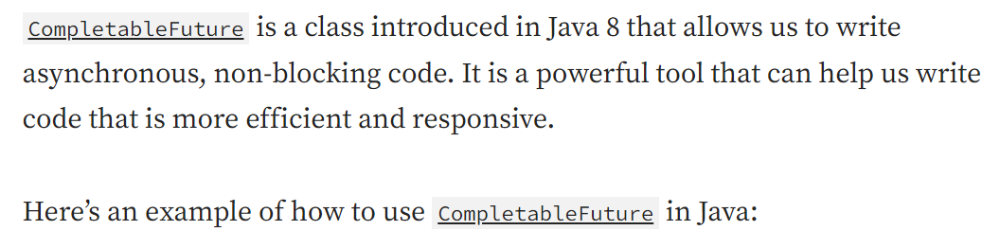 CompletableFuture is a class introduced in Java 8 that allows us to write
asynchronous, non-blocking code. It is a powerful tool that can help us write
code that is more efficient and responsive.
Here’s an example of how to use CompletableFuture in Java: